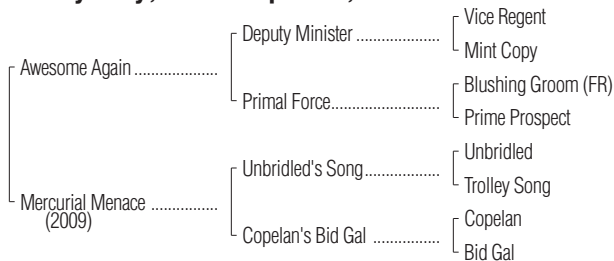 Vice Regent
Deputy Minister ...................
Mint Copy
Awesome Again ...................
Blushing Groom (FR)
Primal Force.........................
Prime Prospect
Unbridled
Unbridled's Song.................
Trolley Song
Mercurial Menace ...............
(2009)
Copelan
Copelan's Bid Gal ...............
Bid Gal